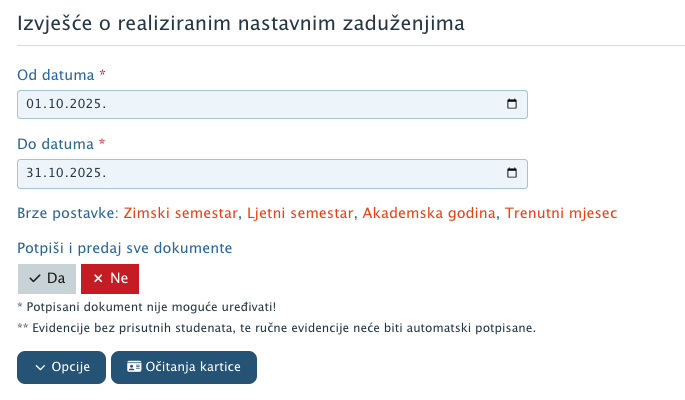 Izvješće o realiziranim nastavnim zaduženjima
Od datuma *
01.10.2025.
Do datuma *
31.10.2025.
Brze postavke: Zimski semestar, Ljetni semestar, Akademska godina, Trenutni mjesec
Potpiši i predaj sve dokumente
Da Ne
* Potpisani dokument nije moguće uređivati!
** Evidencije bez prisutnih studenata, te ručne evidencije neće biti automatski potpisane.
Opcije Očitanja kartice